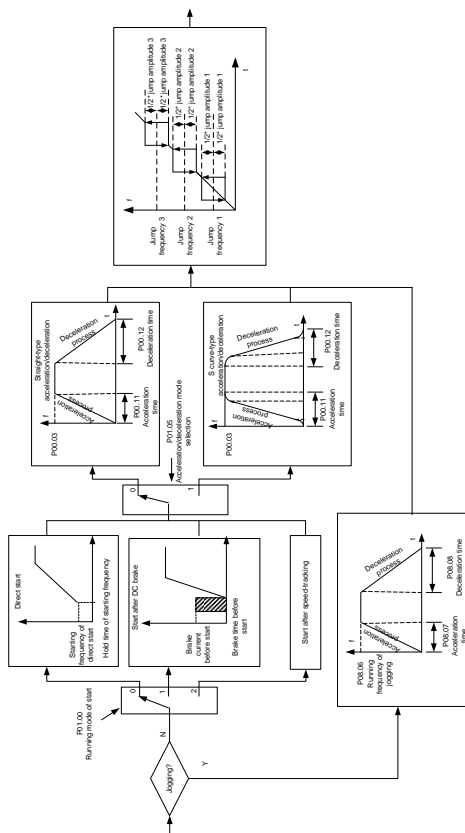 Jogging?
N
Y
P01.00
Running mode of start
0
1
2
Direct start
Starting
frequency of
direct start
Hold time of starting frequency
Start after DC brake
Brake
current
before start
Brake time before
start
Start after speed-tracking
P01.05
Acceleration/deceleration mode
selection
0
1
Straight-type
acceleration/deceleration
f
P00.03
Acceleration
process
Deceleration
process
t
P00.11
Acceleration
time
P00.12
Deceleration time
S curve-type
acceleration/deceleration
f
P00.03
Acceleration
process
Deceleration
process
t
P00.11
Acceleration
time
P00.12
Deceleration time
P08.06
Running of
frequency of
jogging
f
Acceleration
process
Deceleration
process
t
P08.07
Acceleration
time
P08.08
Deceleration
time
f
Jump
frequency 3
Jump
frequency 2
Jump
frequency 1
1/2* jump amplitude 3
1/2* jump amplitude 3
1/2* jump amplitude 2
1/2* jump amplitude 2
1/2* jump amplitude 1
1/2* jump amplitude 1
t